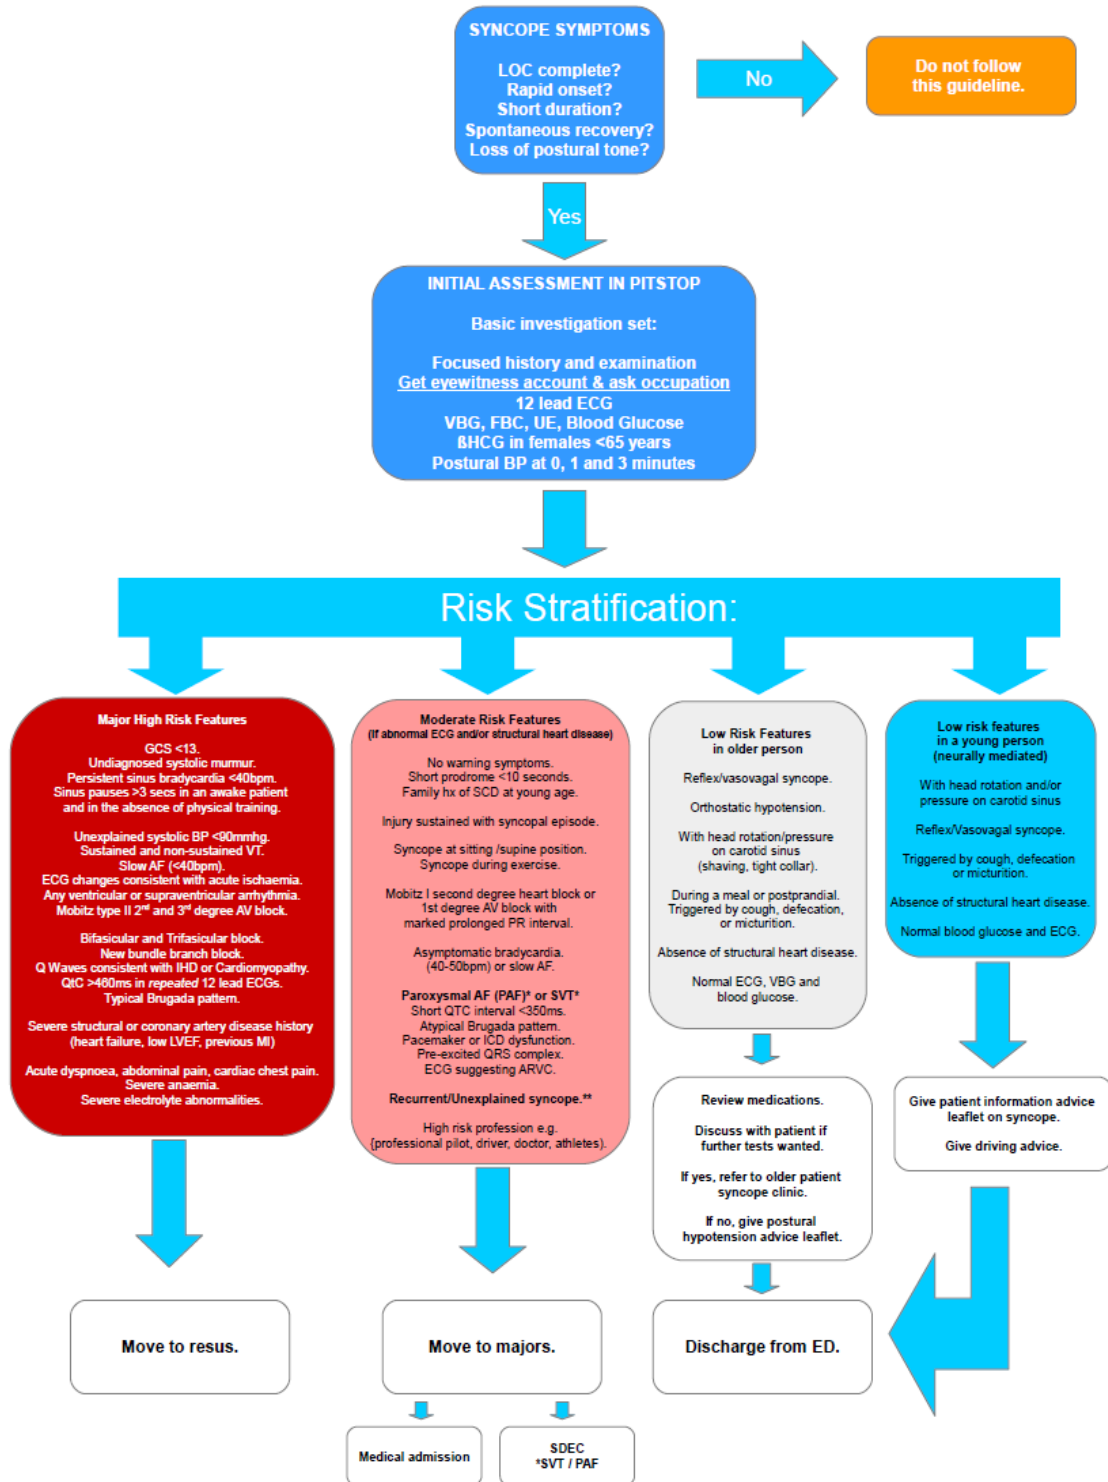 SYNCOPE SYMPTOMS
LOC complete?
Rapid onset?
Short duration?
Spontaneous recovery?
Loss of postural tone?
No
Do not follow
this guideline.
Yes
INITIAL ASSESSMENT IN PITSTOP
Basic investigation set:
Focused history and examination
Get eyewitness account & ask occupation
12 lead ECG
VBG, FBC, UE, Blood Glucose
ßHCG in females <65 years
Postural BP at 0, 1 and 3 minutes
Risk Stratification:
Major High Risk Features
GCS <13.
Undiagnosed systolic murmur.
Persistent sinus bradycardia <40bpm.
Sinus pauses >3 secs in an awake patient
and in the absence of physical training.
Unexplained systolic BP <90mmhg.
Sustained and non-sustained VT.
Slow AF (<40bpm).
ECG changes consistent with acute ischaemia.
Any ventricular or supraventricular arrhythmia.
Mobitz type II 2nd and 3rd degree AV block.
Bifasicular and Trifasicular block.
New bundle branch block.
Q Waves consistent with IHD or Cardiomyopathy.
QtC >460ms in repeated 12 lead ECGs.
Typical Brugada pattern.
Severe structural or coronary artery disease history
(heart failure, low LVEF, previous MI)
Acute dyspnoea, abdominal pain, cardiac chest pain.
Severe anaemia.
Severe electrolyte abnormalities.
Move to resus.
Moderate Risk Features
(If abnormal ECG and/or structural heart disease)
No warning symptoms.
Short prodrome <10 seconds.
Family hx of SCD at young age.
Injury sustained with syncopal episode.
Syncope at sitting /supine position.
Syncope during exercise.
Mobitz I second degree heart block or
1st degree AV block with
marked prolonged PR interval.
Asymptomatic bradycardia.
(40-50bpm) or slow AF.
Paroxysmal AF (PAF)* or SVT*
Short QTC interval <350ms.
Atypical Brugada pattern.
Pacemaker or ICD dysfunction.
Pre-excited QRS complex.
ECG suggesting ARVC.
Recurrent/Unexplained syncope.**
High risk profession e.g.
{professional pilot, driver, doctor, athletes).
Move to majors.
Medical admission
SDEC
*SVT / PAF
Low Risk Features
in older person
Reflex/vasovagal syncope.
Orthostatic hypotension.
With head rotation/pressure
on carotid sinus
(shaving, tight collar).
During a meal or postprandial.
Triggered by cough, defecation,
or micturition.
Absence of structural heart disease.
Normal ECG, VBG and
blood glucose.
Review medications.
Discuss with patient if
further tests wanted.
If yes, refer to older patient
syncope clinic.
If no, give postural
hypotension advice leaflet.
Discharge from ED.
Low risk features
in a young person
(neurally mediated)
With head rotation and/or
pressure on carotid sinus
Reflex/Vasovagal syncope.
Triggered by cough, defecation
or micturition.
Absence of structural heart disease.
Normal blood glucose and ECG.
Give patient information advice
leaflet on syncope.
Give driving advice.